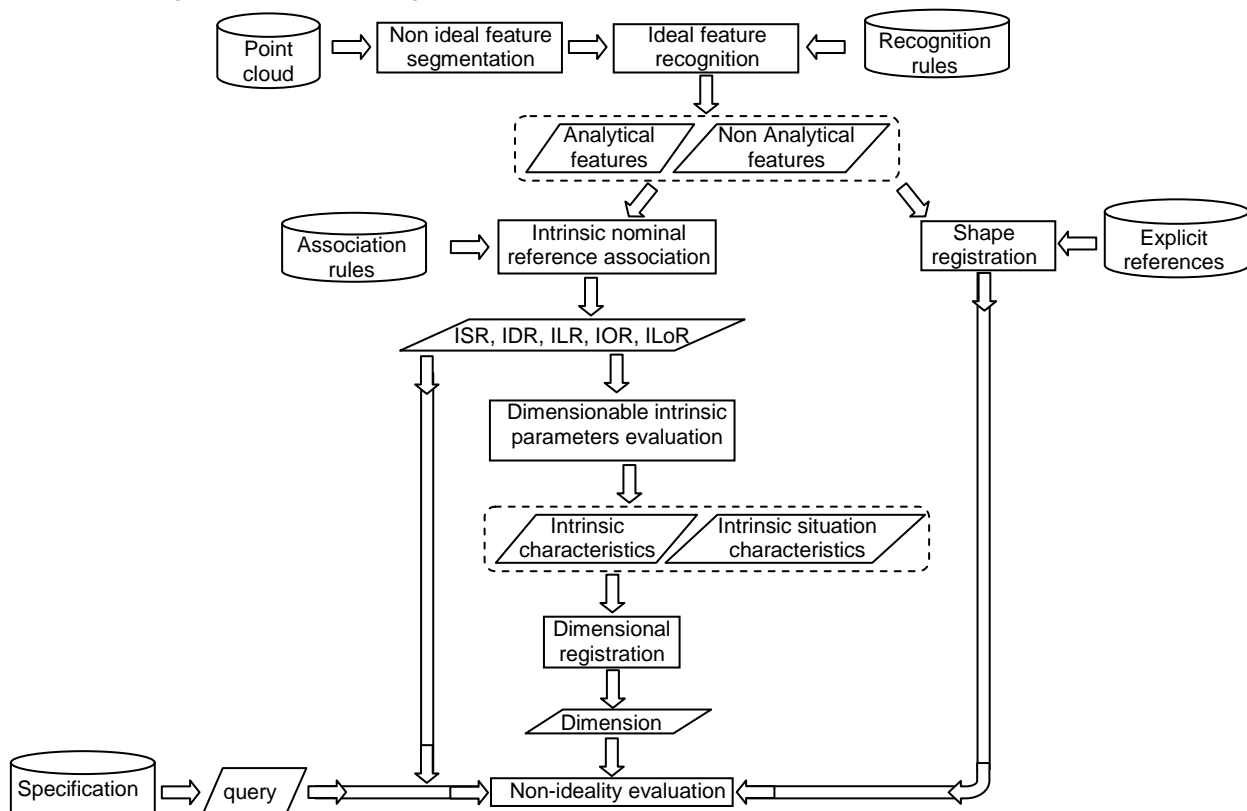 Point
cloud
Non ideal feature
segmentation
Ideal feature
recognition
Recognition
rules
Analytical
features
Non Analytical
features
Association
rules
Intrinsic nominal
reference association
Shape
registration
Explicit
references
ISR, IDR, ILR, IOR, ILoR
Dimensionable intrinsic
parameters evaluation
Intrinsic
characteristics
Intrinsic situation
characteristics
Dimensional
registration
Dimension
Specification
query
Non-ideality evaluation